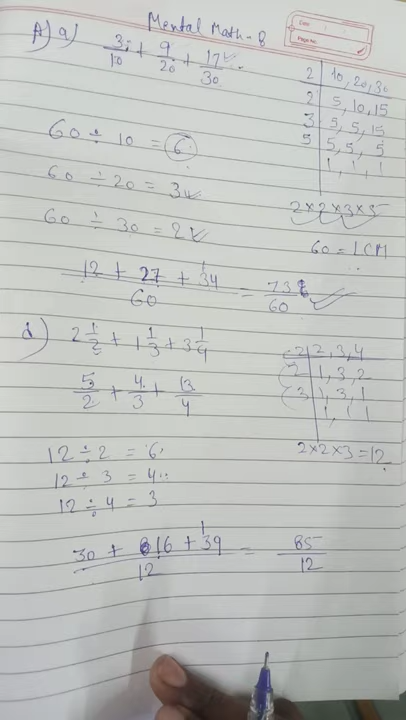 Mental Math-8
A) a) 3/10 + 9/20 + 17/30
2 | 10, 20, 30
2 | 5, 10, 15
3 | 5, 5, 15
5 | 5, 5, 5
1, 1, 1
2×2×3×5
60 = LCM
60 ÷ 10 = 6
60 ÷ 20 = 3
60 ÷ 30 = 2
12 + 27 + 34 / 60 = 73/60
d) 2 1/2 + 1 1/3 + 3 1/4
5/2 + 4/3 + 13/4
2 | 2, 3, 4
2 | 1, 3, 2
3 | 1, 3, 1
1, 1, 1
2×2×3 = 12
12 ÷ 2 = 6
12 ÷ 3 = 4
12 ÷ 4 = 3
30 + 16 + 39 / 12 = 85/12